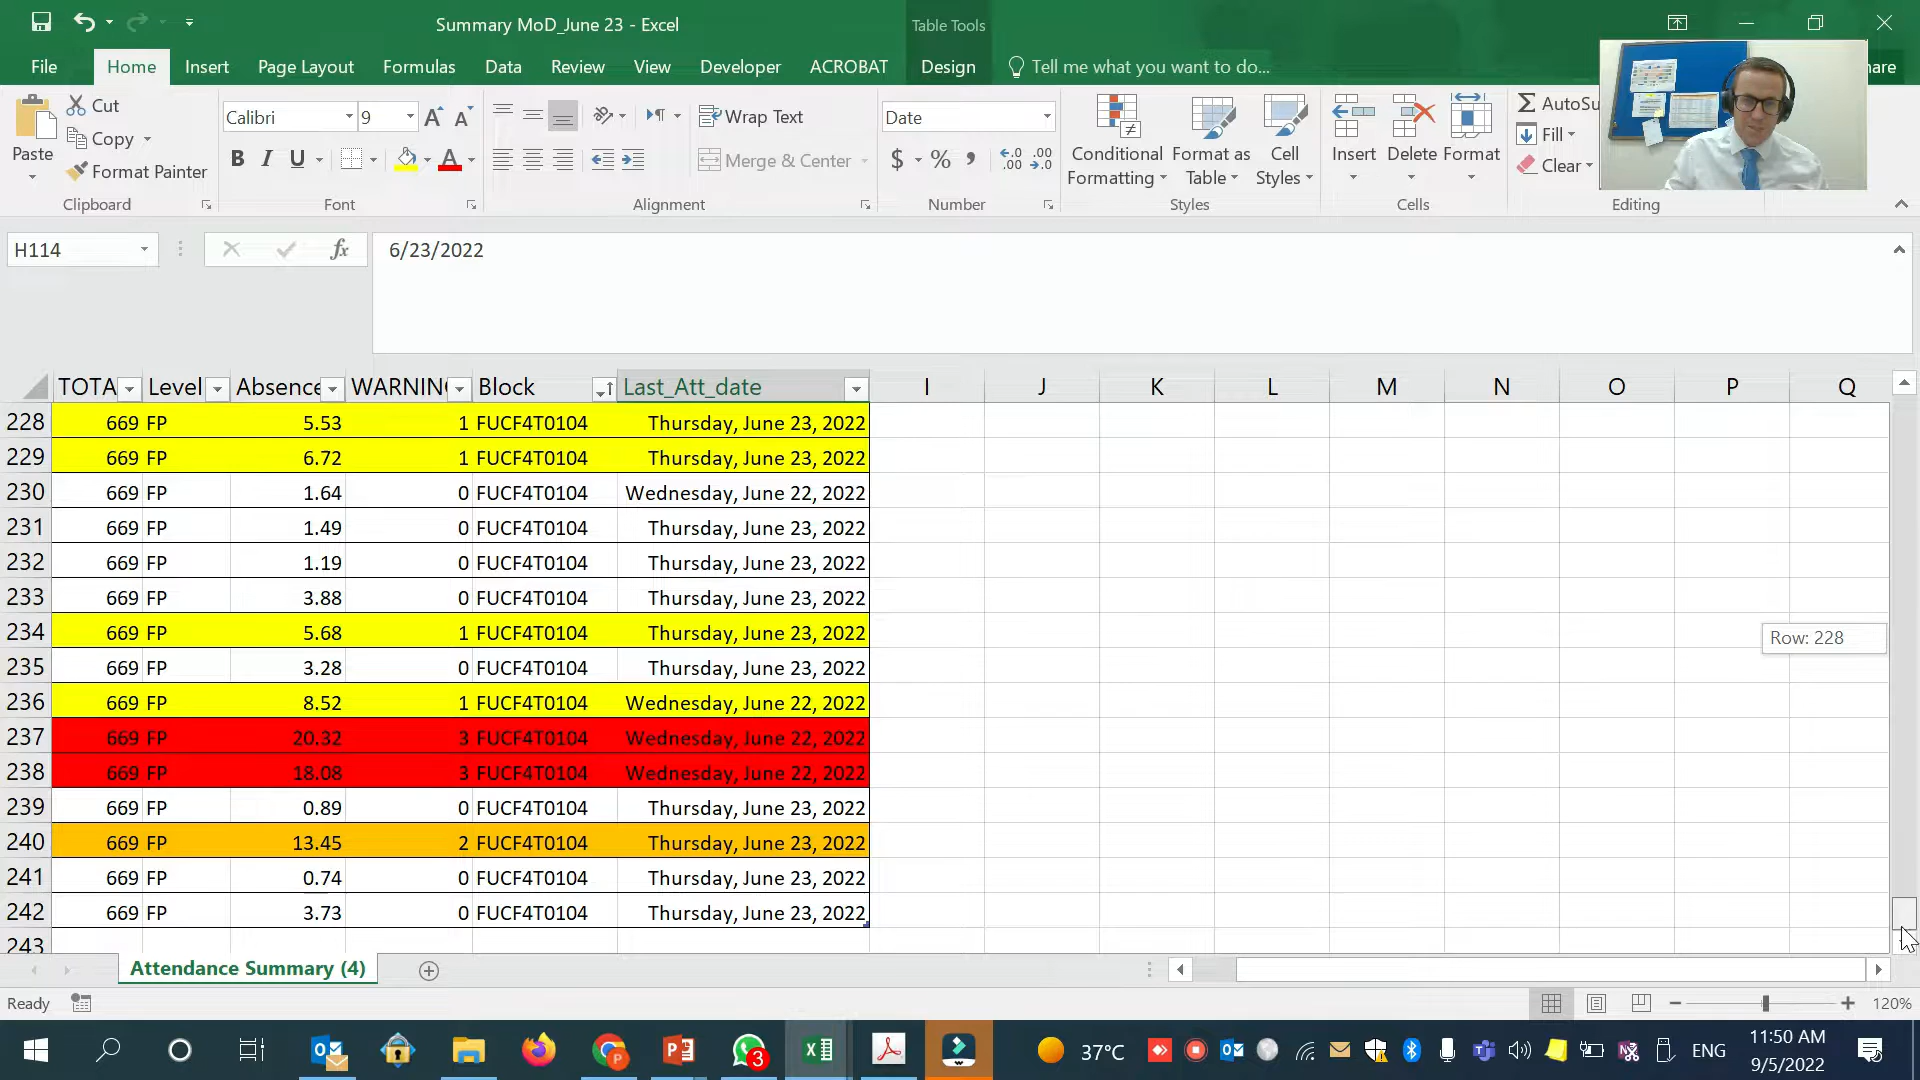 Summary MoD_June 23 - Excel
Table Tools
File Home Insert Page Layout Formulas Data Review View Developer ACROBAT Design Tell me what you want to do... hare
Paste
Cut
Copy
Format Painter
Clipboard
Calibri 9
B I U
Font
Wrap Text
Merge & Center
Alignment
Date
$ % ,
Number
Conditional Formatting
Format as Table
Cell Styles
Styles
Insert Delete Format
Cells
AutoSu
Fill
Clear
Editing
H114 fx 6/23/2022
TOTA Level Absence WARNIN Block Last_Att_date I J K L M N O P Q
228 669 FP 5.53 1 FUCF4T0104 Thursday, June 23, 2022
229 669 FP 6.72 1 FUCF4T0104 Thursday, June 23, 2022
230 669 FP 1.64 0 FUCF4T0104 Wednesday, June 22, 2022
231 669 FP 1.49 0 FUCF4T0104 Thursday, June 23, 2022
232 669 FP 1.19 0 FUCF4T0104 Thursday, June 23, 2022
233 669 FP 3.88 0 FUCF4T0104 Thursday, June 23, 2022
234 669 FP 5.68 1 FUCF4T0104 Thursday, June 23, 2022
Row: 228
235 669 FP 3.28 0 FUCF4T0104 Thursday, June 23, 2022
236 669 FP 8.52 1 FUCF4T0104 Wednesday, June 22, 2022
237 669 FP 20.32 3 FUCF4T0104 Wednesday, June 22, 2022
238 669 FP 18.08 3 FUCF4T0104 Wednesday, June 22, 2022
239 669 FP 0.89 0 FUCF4T0104 Thursday, June 23, 2022
240 669 FP 13.45 2 FUCF4T0104 Thursday, June 23, 2022
241 669 FP 0.74 0 FUCF4T0104 Thursday, June 23, 2022
242 669 FP 3.73 0 FUCF4T0104 Thursday, June 23, 2022
243
Attendance Summary (4)
Ready 120%
3 37°C ENG 11:50 AM
9/5/2022